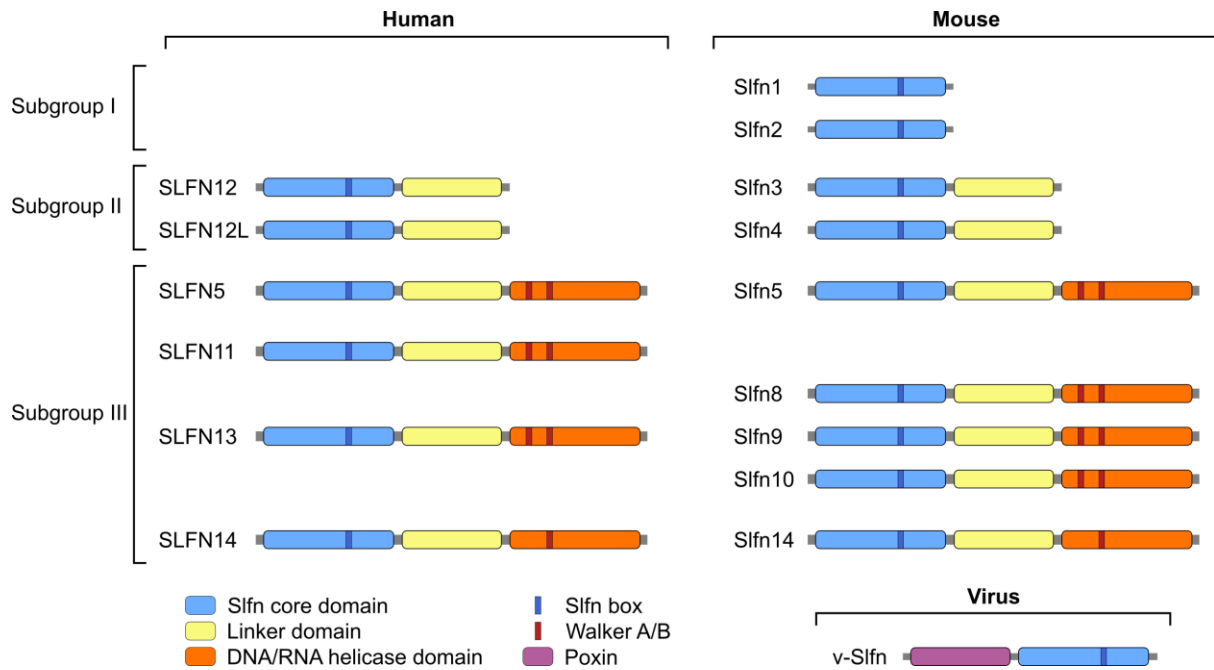 Human
Mouse
Subgroup I
Slfn1
Slfn2
Subgroup II
SLFN12
Slfn3
SLFN12L
Slfn4
Subgroup III
SLFN5
Slfn5
SLFN11
Slfn8
SLFN13
Slfn9
Slfn10
SLFN14
Slfn14
Slfn core domain
Slfn box
Linker domain
Walker A/B
DNA/RNA helicase domain
Poxin
Virus
v-Slfn